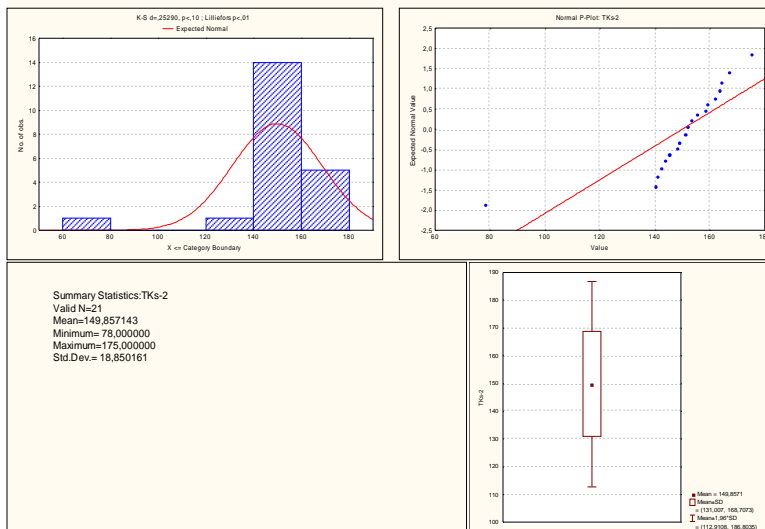 K-S d=,25290, p<,10 ; Lilliefors p<,01
Expected Normal
No. of obs.
16
14
12
10
8
6
4
2
0
60 80 100 120 140 160 180
X <= Category Boundary
Normal P-Plot: TKs-2
Expected Normal Value
2,5
2,0
1,5
1,0
0,5
0,0
-0,5
-1,0
-1,5
-2,0
-2,5
60 80 100 120 140 160 180
Value
Summary Statistics:TKs-2
Valid N=21
Mean=149,857143
Minimum= 78,000000
Maximum=175,000000
Std.Dev.= 18,850161
TKs-2
190
180
170
160
150
140
130
120
110
100
Mean = 149,8571
Mean±SD
= (131,007, 168,7073)
Mean±1,96*SD
= (112,9108, 186,8035)